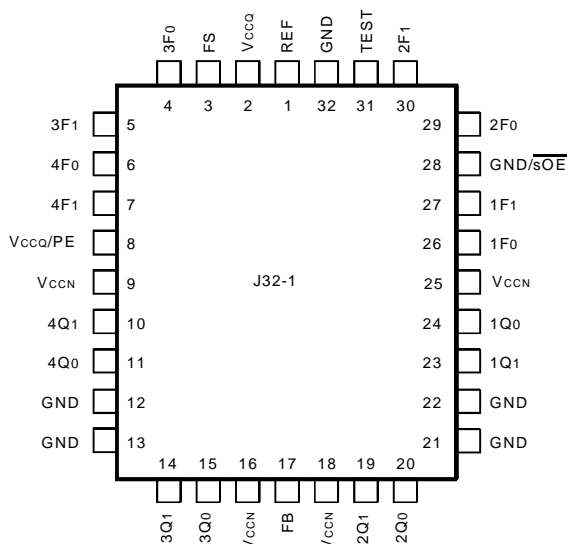 3F0 FS VCCQ REF GND TEST 2F1
4 3 2 1 32 31 30
3F1 5 29 2F0
4F0 6 28 GND/sOE
4F1 7 27 1F1
VCCQ/PE 8 26 1F0
VCCN 9 J32-1 25 VCCN
4Q1 10 24 1Q0
4Q0 11 23 1Q1
GND 12 22 GND
GND 13 21 GND
14 15 16 17 18 19 20
3Q1 3Q0 VCCN FB VCCN 2Q1 2Q0